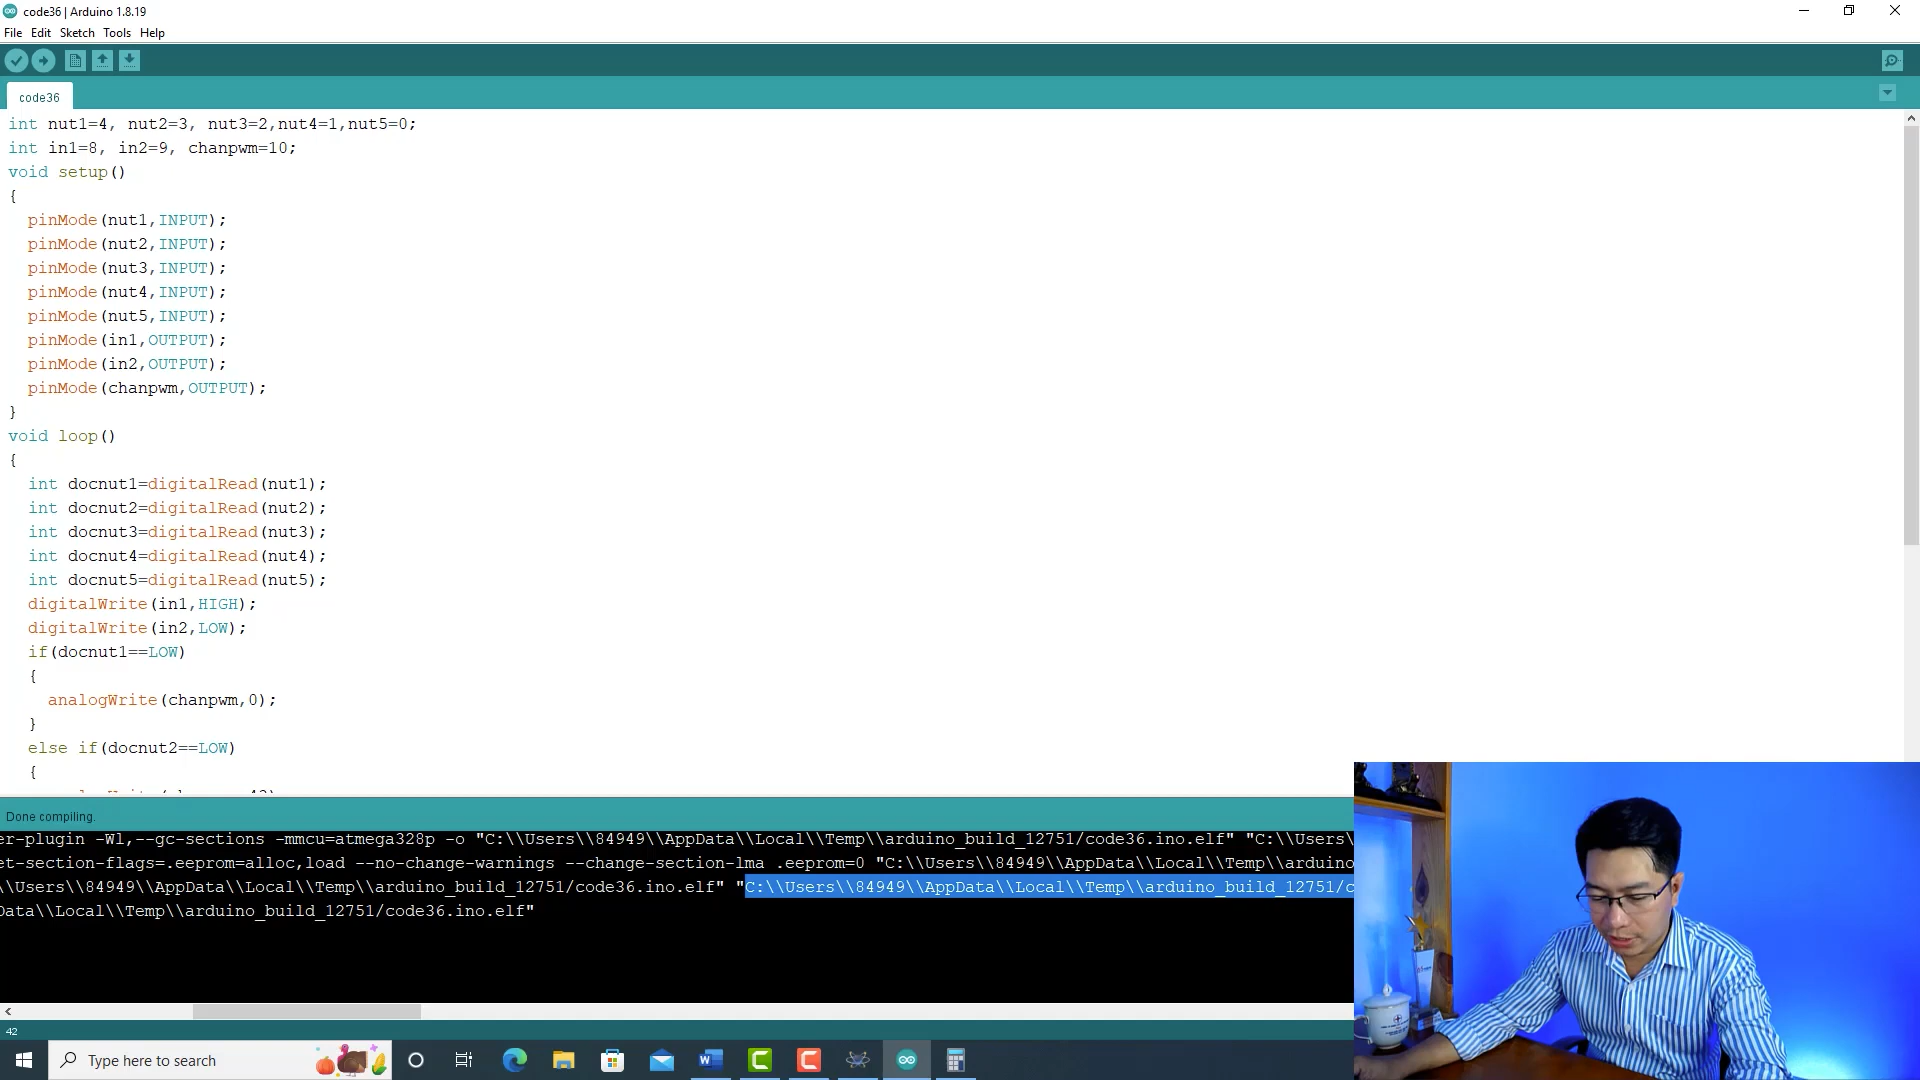 code36 | Arduino 1.8.19
File Edit Sketch Tools Help
code36
int nut1=4, nut2=3, nut3=2,nut4=1,nut5=0;
int in1=8, in2=9, chanpwm=10;
void setup()
{
pinMode(nut1,INPUT);
pinMode(nut2,INPUT);
pinMode(nut3,INPUT);
pinMode(nut4,INPUT);
pinMode(nut5,INPUT);
pinMode(in1,OUTPUT);
pinMode(in2,OUTPUT);
pinMode(chanpwm,OUTPUT);
}
void loop()
{
int docnut1=digitalRead(nut1);
int docnut2=digitalRead(nut2);
int docnut3=digitalRead(nut3);
int docnut4=digitalRead(nut4);
int docnut5=digitalRead(nut5);
digitalWrite(in1,HIGH);
digitalWrite(in2,LOW);
if(docnut1==LOW)
{
analogWrite(chanpwm,0);
}
else if(docnut2==LOW)
{
Done compiling.
er-plugin -Wl,--gc-sections -mmcu=atmega328p -o "C:\\Users\\84949\\AppData\\Local\\Temp\\arduino_build_12751/code36.ino.elf" "C:\\Users\
et-section-flags=.eeprom=alloc,load --no-change-warnings --change-section-lma .eeprom=0 "C:\\Users\\84949\\AppData\\Local\\Temp\\arduino
\\Users\\84949\\AppData\\Local\\Temp\\arduino_build_12751/code36.ino.elf" "C:\\Users\\84949\\AppData\\Local\\Temp\\arduino_build_12751/c
Data\\Local\\Temp\\arduino_build_12751/code36.ino.elf"
42
Type here to search